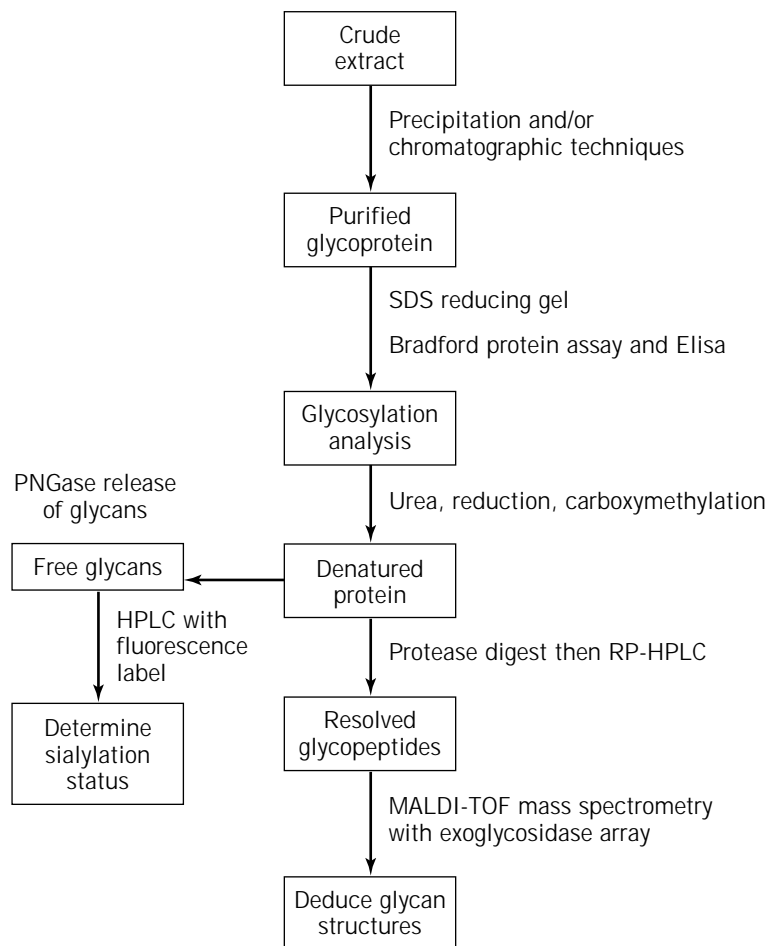 Crude
extract
Precipitation and/or
chromatographic techniques
Purified
glycoprotein
SDS reducing gel
Bradford protein assay and Elisa
Glycosylation
analysis
Urea, reduction, carboxymethylation
PNGase release
of glycans
Free glycans
Denatured
protein
HPLC with
fluorescence
label
Protease digest then RP-HPLC
Determine
sialylation
status
Resolved
glycopeptides
MALDI-TOF mass spectrometry
with exoglycosidase array
Deduce glycan
structures